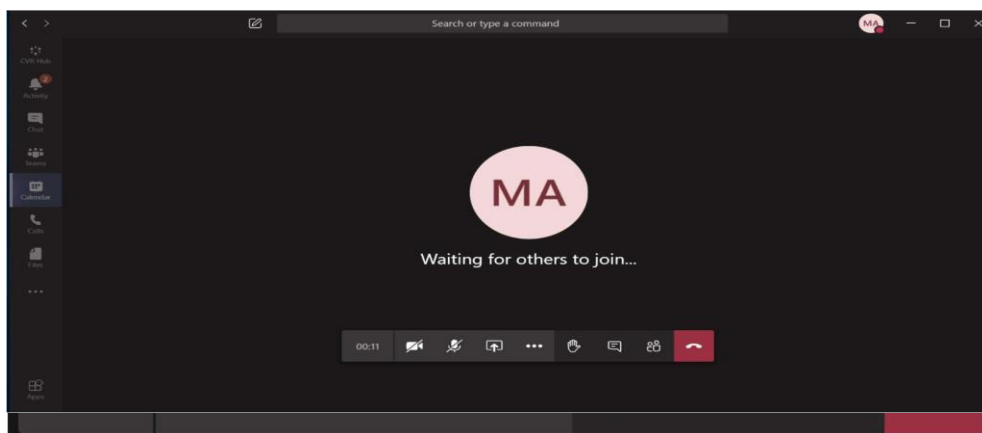 Search or type a command
MA
CVR Hub
2
Activity
Chat
Teams
Calendar
Calls
Files
Apps
MA
Waiting for others to join...
00:11